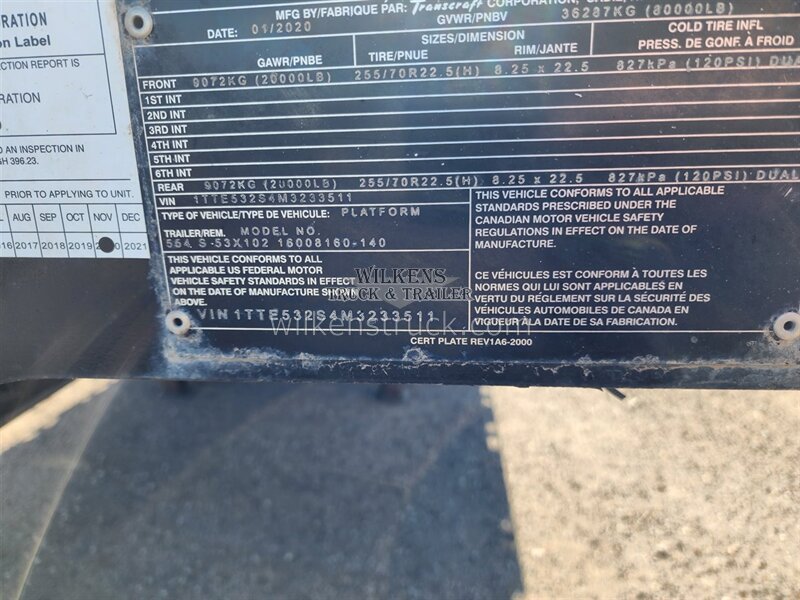 ORATION
on Label
ECTION REPORT IS
ORATION
D AN INSPECTION
GH 396.23.
PRIOR TO APPLYING TO UNIT.
AUG SEP OCT NOV DEC
2017 2018 2019 2021
MFG BY/FABRIQUE PAR: Transcraft CORPORATION,
DATE: 01/2020
GVWR/PNBV 36287KG (80000LB)
SIZES/DIMENSION
COLD TIRE INFL
GAWR/PNBE TIRE/PNUE RIM/JANTE PRESS. DE GONF. À FROID
FRONT 9072KG (20000LB) 255/70R22.5(H) 8.25 x 22.5 827kPa (120PSI) DUAL
1ST INT
2ND INT
3RD INT
4TH INT
5TH INT
6TH INT
REAR 9072KG (20000LB) 255/70R22.5(H) 8.25 x 22.5 827kPa (120PSI) DUAL
VIN 1TTE532S4M3233511
TYPE OF VEHICLE/TYPE DE VEHICULE: PLATFORM
TRAILER/REM. MODEL NO.
S-53X102 16008160-140
THIS VEHICLE CONFORMS TO ALL
APPLICABLE US FEDERAL MOTOR
VEHICLE SAFETY STANDARDS IN EFFECT
ON THE DATE OF MANUFACTURE SHOWN
ABOVE.
VIN 1TTE532S4M3233511
THIS VEHICLE CONFORMS TO ALL APPLICABLE
STANDARDS PRESCRIBED UNDER THE
CANADIAN MOTOR VEHICLE SAFETY
REGULATIONS IN EFFECT ON THE DATE OF
MANUFACTURE.
CE VÉHICULES EST CONFORM À TOUTES LES
NORMES QUI LUI SONT APPLICABLES EN
VERTU DU RÉGLEMENT SUR LA SÉCURITÉ DES
VÉHICULES AUTOMOBILES DE CANADA EN
VIGUEUR À LA DATE DE SA FABRICATION.
CERT PLATE REV1A6-2000
WILKENS
TRUCK & TRAILER
wilkenstruck.com